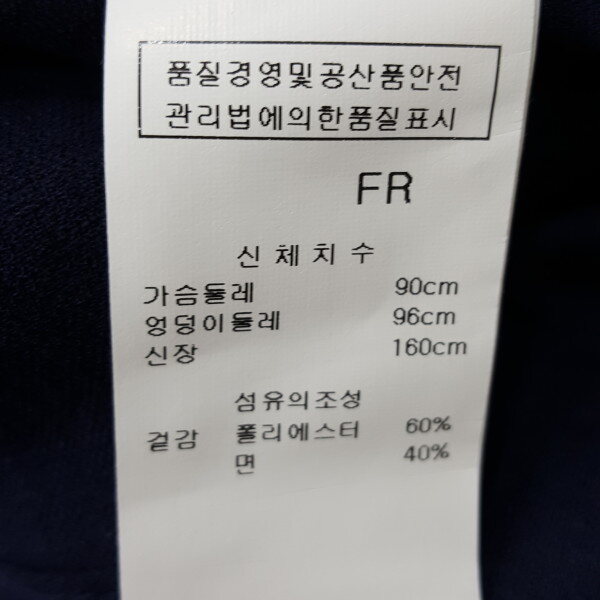 품질경영및공산품안전
관리법에의한품질표시
FR
신체치수
가슴둘레 90cm
엉덩이둘레 96cm
신장 160cm
섬유의조성
겉감 폴리에스터 60%
면 40%